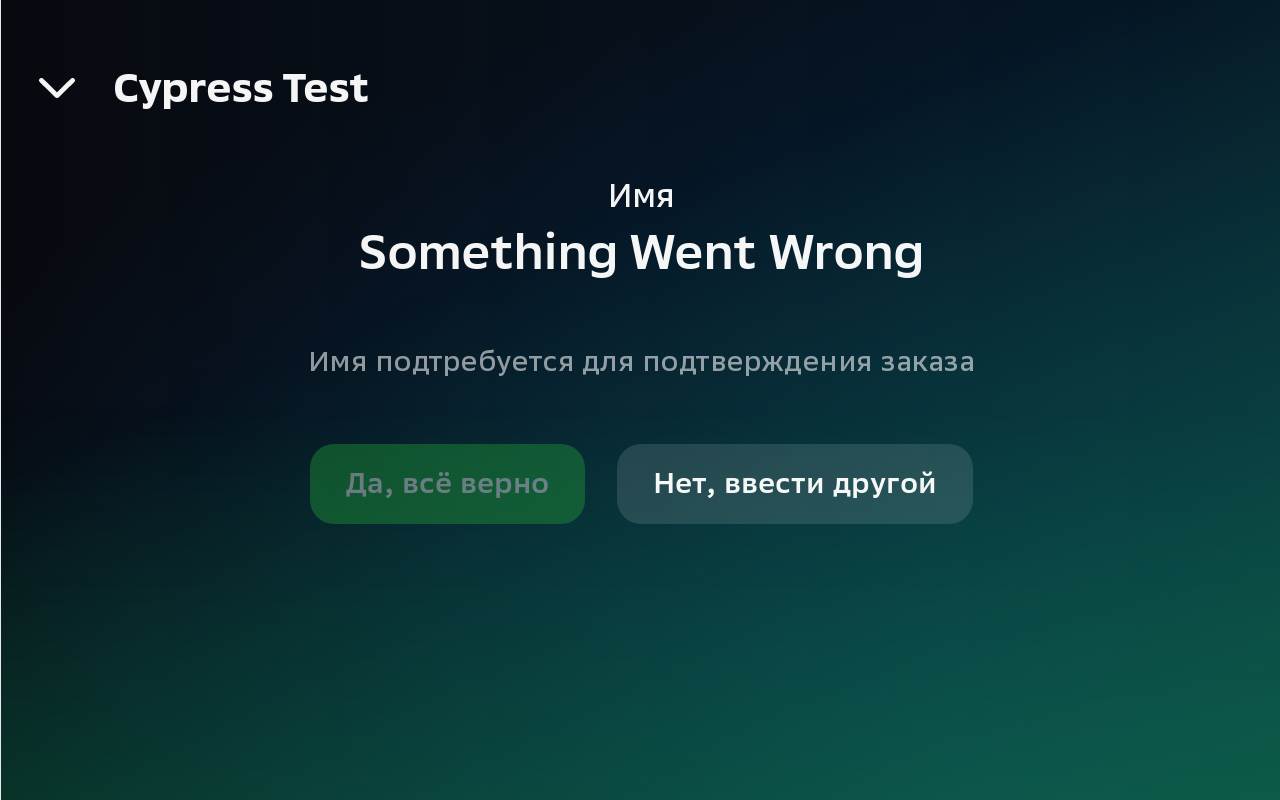 Cypress Test
Имя
Something Went Wrong
Имя подтребуется для подтверждения заказа
Да, всё верно
Нет, ввести другой